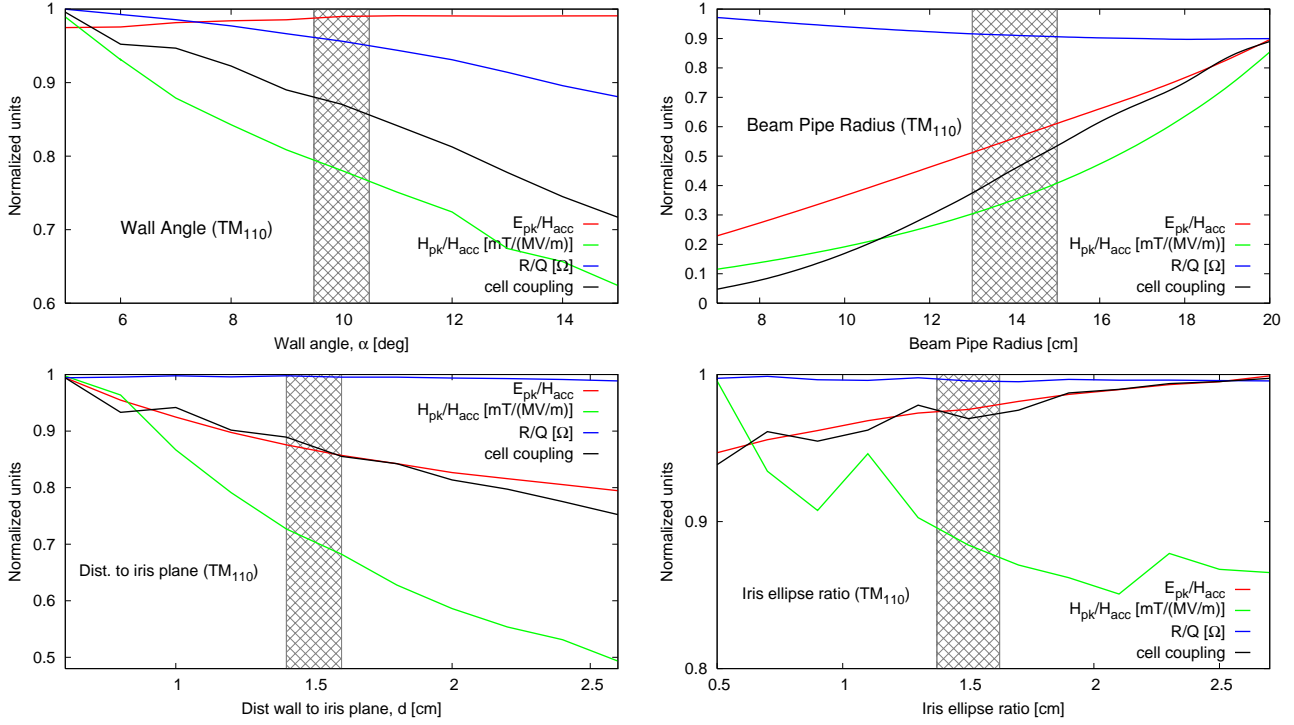 1
0.9
0.8
0.7
0.6
Normalized units
Wall Angle (TM110)
Epk/Hacc
Hpk/Hacc [mT/(MV/m)]
R/Q [Ω]
cell coupling
6 8 10 12 14
Wall angle, α [deg]
1
0.9
0.8
0.7
0.6
0.5
0.4
0.3
0.2
0.1
0
Normalized units
Beam Pipe Radius (TM110)
Epk/Hacc
Hpk/Hacc [mT/(MV/m)]
R/Q [Ω]
cell coupling
8 10 12 14 16 18 20
Beam Pipe Radius [cm]
1
0.9
0.8
0.7
0.6
0.5
Normalized units
Epk/Hacc
Hpk/Hacc [mT/(MV/m)]
R/Q [Ω]
cell coupling
Dist. to iris plane (TM110)
1 1.5 2 2.5
Dist wall to iris plane, d [cm]
1
0.9
0.8
Normalized units
Iris ellipse ratio (TM110)
Epk/Hacc
Hpk/Hacc [mT/(MV/m)]
R/Q [Ω]
cell coupling
0.5 1 1.5 2 2.5
Iris ellipse ratio [cm]